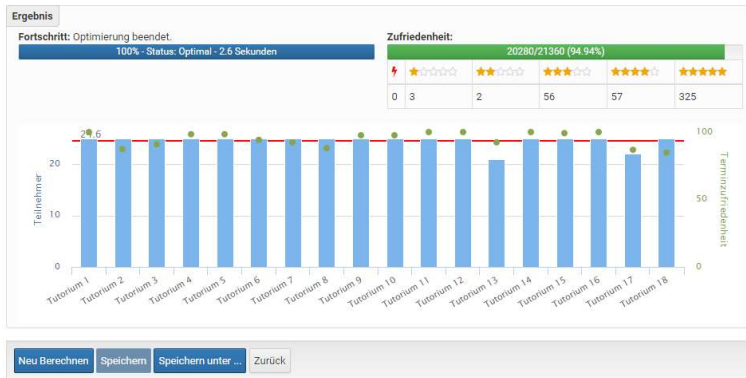 Ergebnis
Fortschritt: Optimierung beendet.
100% - Status: Optimal - 2.6 Sekunden
Zufriedenheit:
20280/21360 (94.94%)
0 3 2 56 57 325
24.6
20
10
0
Teilnehmer
100
50
0
Terminzufriedenheit
Tutorium 1
Tutorium 2
Tutorium 3
Tutorium 4
Tutorium 5
Tutorium 6
Tutorium 7
Tutorium 8
Tutorium 9
Tutorium 10
Tutorium 11
Tutorium 12
Tutorium 13
Tutorium 14
Tutorium 15
Tutorium 16
Tutorium 17
Tutorium 18
Neu Berechnen Speichern Speichern unter ... Zurück